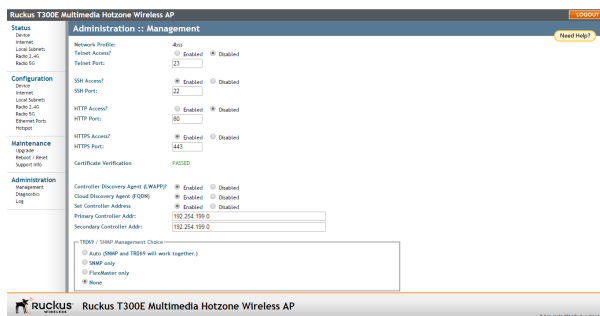 Ruckus T300E Multimedia Hotzone Wireless AP
LOGOUT
Status
Device
Internet
Local Subnets
Radio 2.4G
Radio 5G
Configuration
Device
Internet
Local Subnets
Radio 2.4G
Radio 5G
Ethernet Ports
Hotspot
Maintenance
Upgrade
Reboot / Reset
Support Info
Administration
Management
Diagnostics
Log
Administration :: Management
Need Help?
Network Profile: 4bss
Telnet Access? Enabled Disabled
Telnet Port: 23
SSH Access? Enabled Disabled
SSH Port: 22
HTTP Access? Enabled Disabled
HTTP Port: 80
HTTPS Access? Enabled Disabled
HTTPS Port: 443
Certificate Verification PASSED
Controller Discovery Agent (LWAPP)? Enabled Disabled
Cloud Discovery Agent (FQDN) Enabled Disabled
Set Controller Address Enabled Disabled
Primary Controller Addr: 192.254.199.0
Secondary Controller Addr: 192.254.199.0
TR069 / SNMP Management Choice
Auto (SNMP and TR069 will work together.)
SNMP only
FlexMaster only
None
Ruckus WIRELESS
Ruckus T300E Multimedia Hotzone Wireless AP